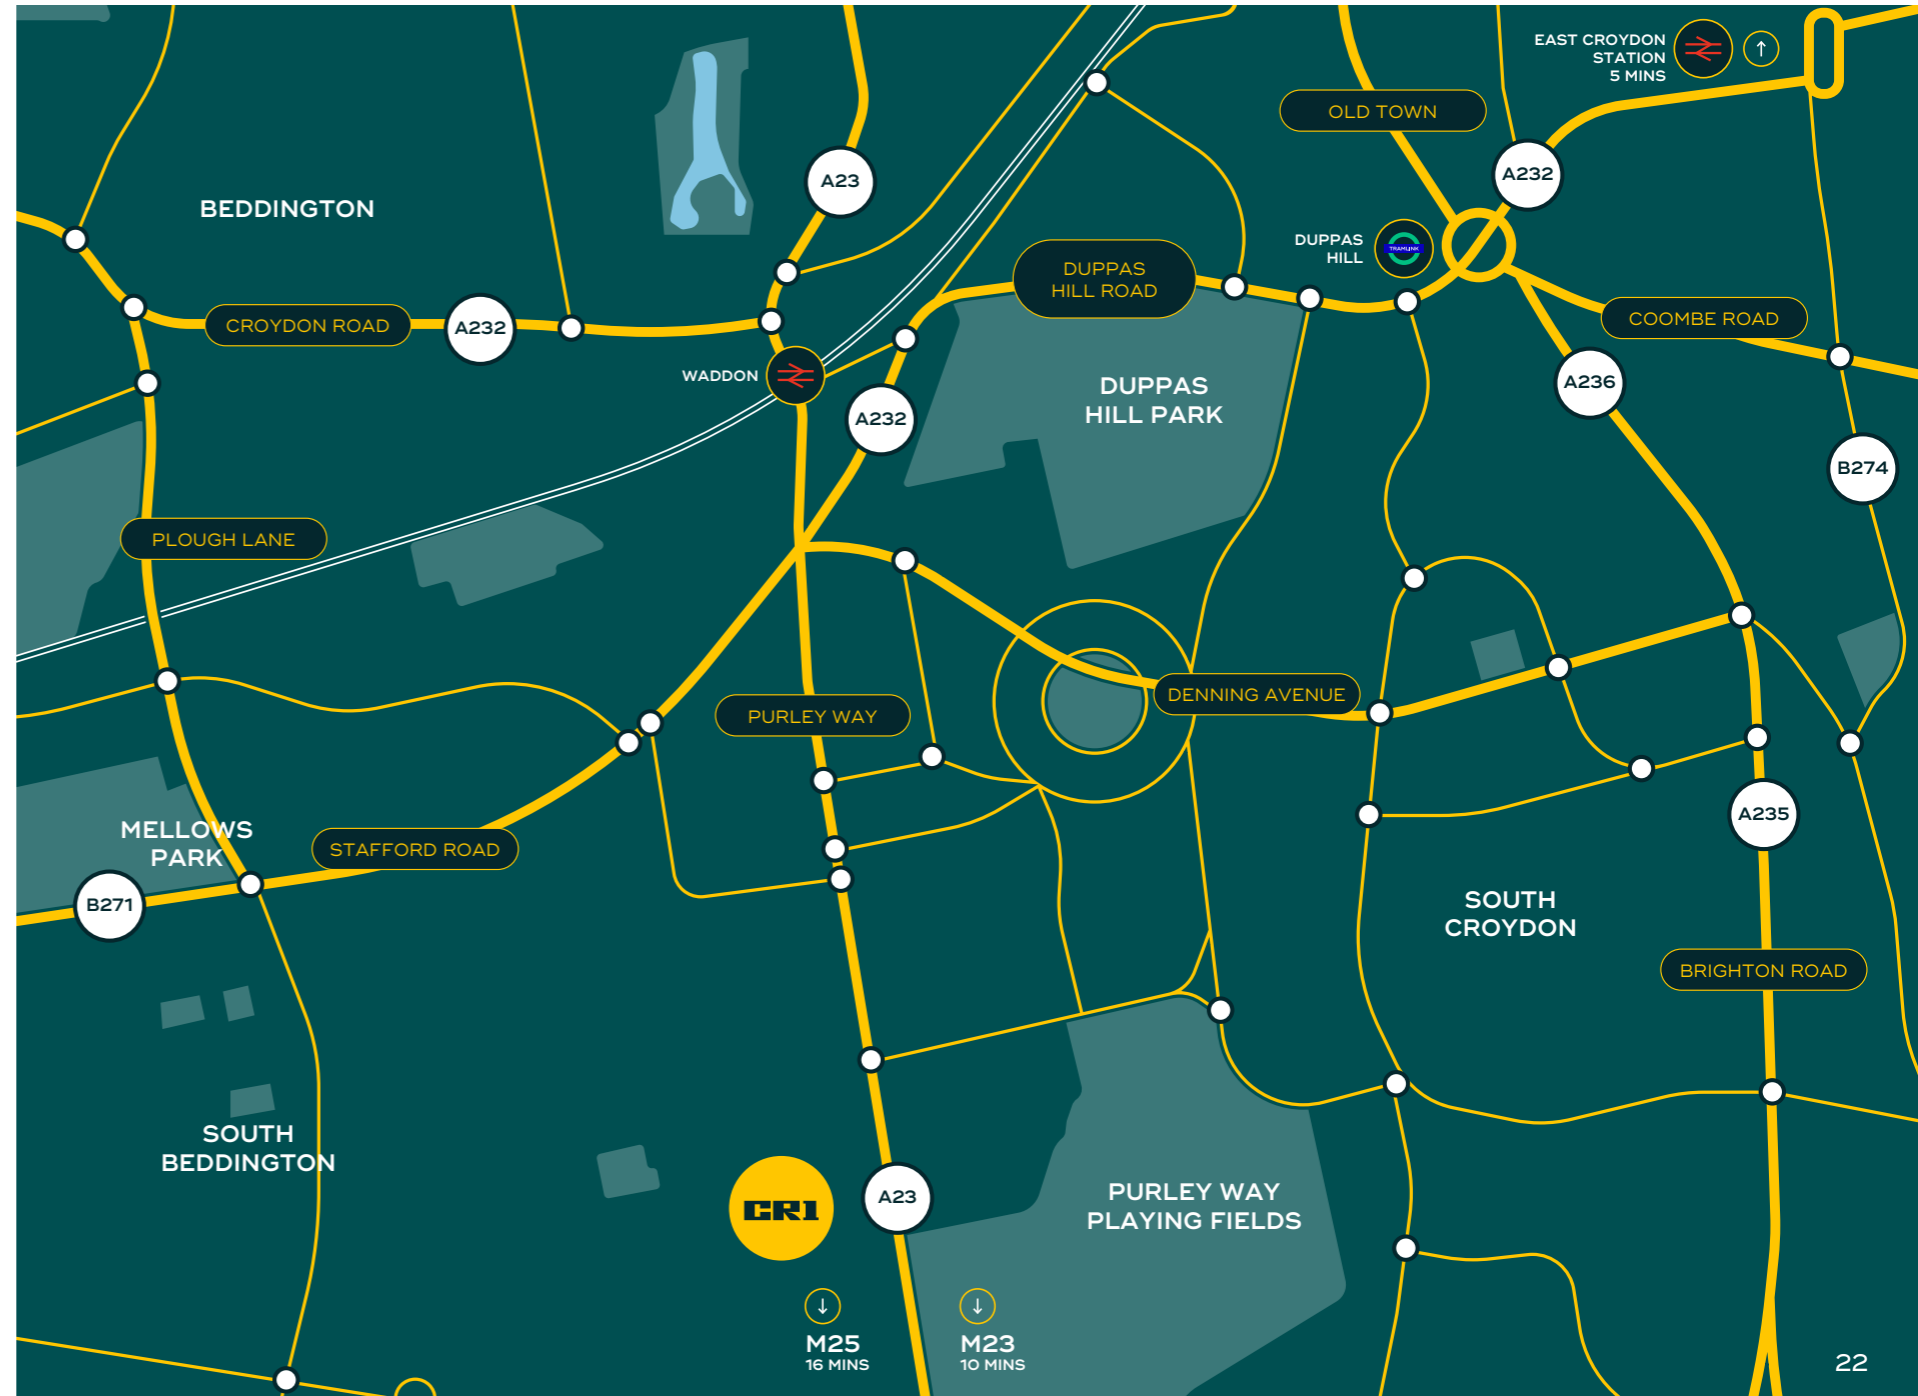 EAST CROYDON
STATION
5 MINS
↑
OLD TOWN
A232
A23
BEDDINGTON
DUPPAS
HILL
TRAMLINK
DUPPAS
HILL ROAD
CROYDON ROAD
A232
COOMBE ROAD
WADDON
A232
DUPPAS
HILL PARK
A236
B274
PLOUGH LANE
DENNING AVENUE
PURLEY WAY
MELLOWS
PARK
STAFFORD ROAD
A235
B271
SOUTH
CROYDON
BRIGHTON ROAD
SOUTH
BEDDINGTON
CR1
A23
PURLEY WAY
PLAYING FIELDS
↓
M25
16 MINS
↓
M23
10 MINS
22